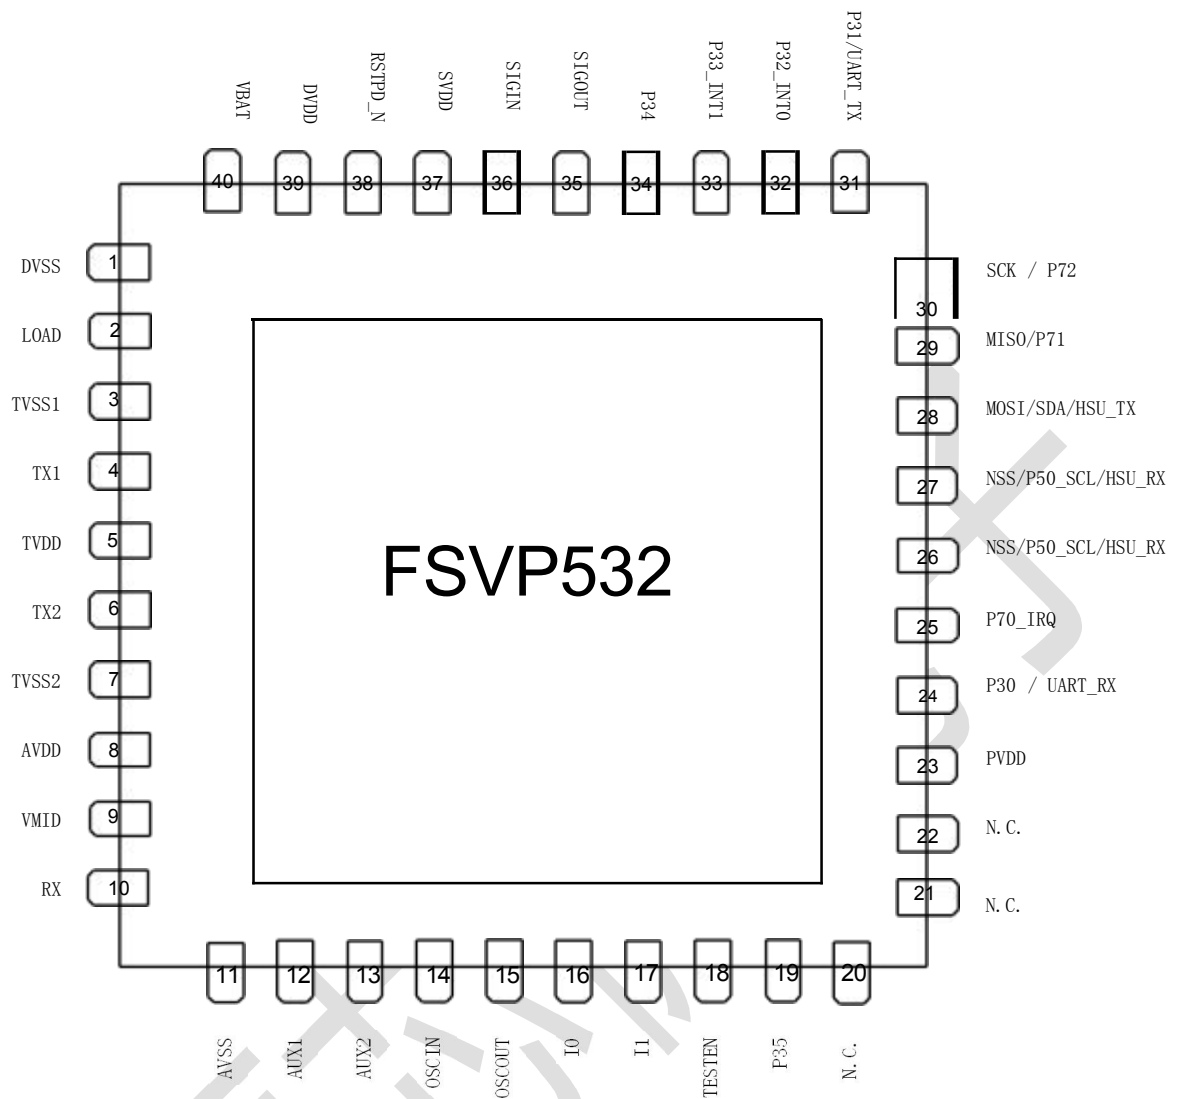 VBAT
DVDD
RSTPD_N
SVDD
SIGIN
SIGOUT
P34
P33_INT1
P32_INT0
P31/UART_TX
40
39
38
37
36
35
34
33
32
31
DVSS
1
LOAD
2
TVSS1
3
TX1
4
TVDD
5
TX2
6
TVSS2
7
AVDD
8
VMID
9
RX
10
FSVP532
30
SCK / P72
29
MISO/P71
28
MOSI/SDA/HSU_TX
27
NSS/P50_SCL/HSU_RX
26
NSS/P50_SCL/HSU_RX
25
P70_IRQ
24
P30 / UART_RX
23
PVDD
22
N.C.
21
N.C.
11
12
13
14
15
16
17
18
19
20
AVSS
AUX1
AUX2
OSCIN
OSCOUT
I0
I1
TESTEN
P35
N.C.